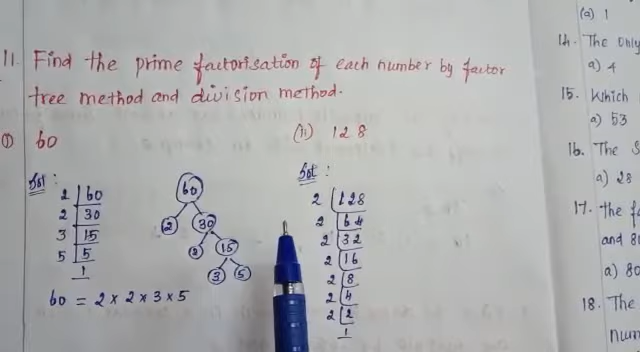 11. Find the prime factorisation of each number by factor
tree method and division method.
(i) 60
(ii) 128
Sol :
2 | 60
2 | 30
3 | 15
5 | 5
1
60
2 30
2 15
3 5
60 = 2 x 2 x 3 x 5
Sol :
2 | 128
2 | 64
2 | 32
2 | 16
2 | 8
2 | 4
2 | 2
1
(a) 1
14. The only
a) 4
15. Which
a) 53
16. The
a) 28
17. The
and 8
a) 80
18. The
num